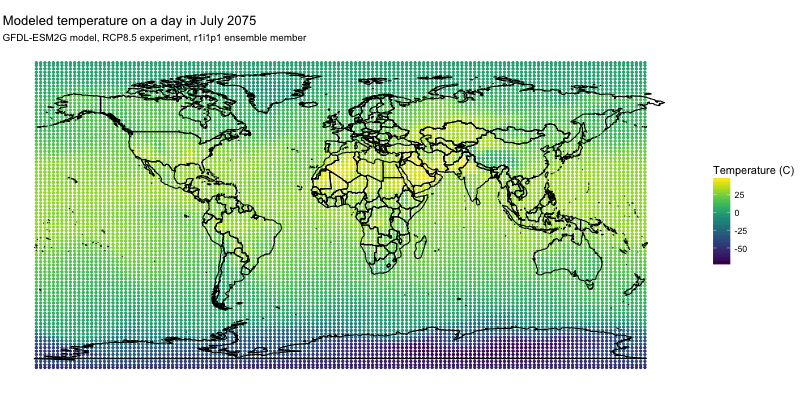 Modeled temperature on a day in July 2075
GFDL-ESM2G model, RCP8.5 experiment, r1i1p1 ensemble member
Temperature (C)
25
0
-25
-50